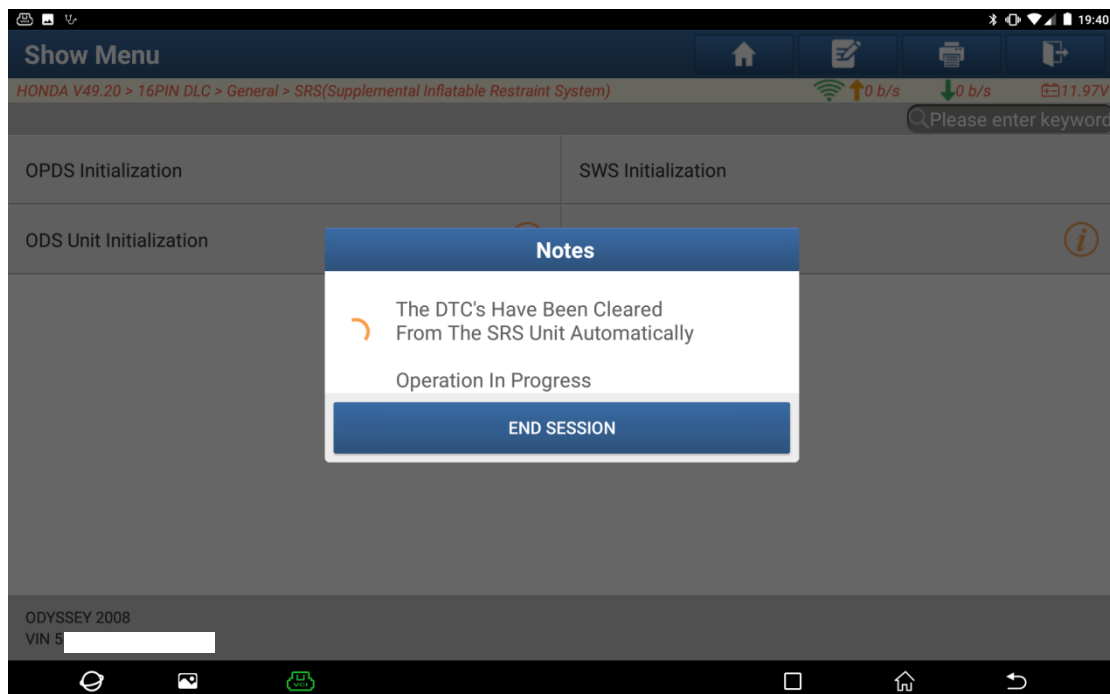 19:40
Show Menu
HONDA V49.20 > 16PIN DLC > General > SRS(Supplemental Inflatable Restraint System)
0 b/s
0 b/s
11.97V
Please enter keyword
OPDS Initialization
SWS Initialization
ODS Unit Initialization
Notes
The DTC's Have Been Cleared
From The SRS Unit Automatically
Operation In Progress
END SESSION
ODYSSEY 2008
VIN 5